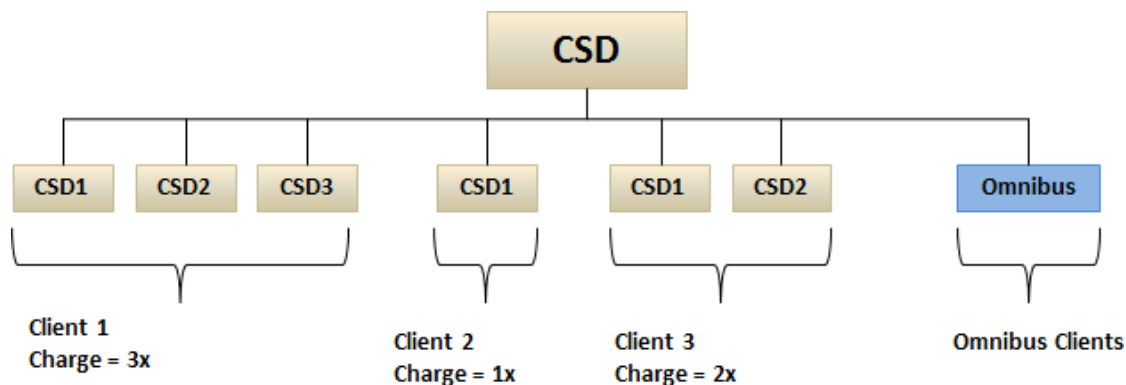 CSD
CSD1
CSD2
CSD3
CSD1
CSD1
CSD2
Omnibus
Client 1
Charge = 3x
Client 2
Charge = 1x
Client 3
Charge = 2x
Omnibus Clients